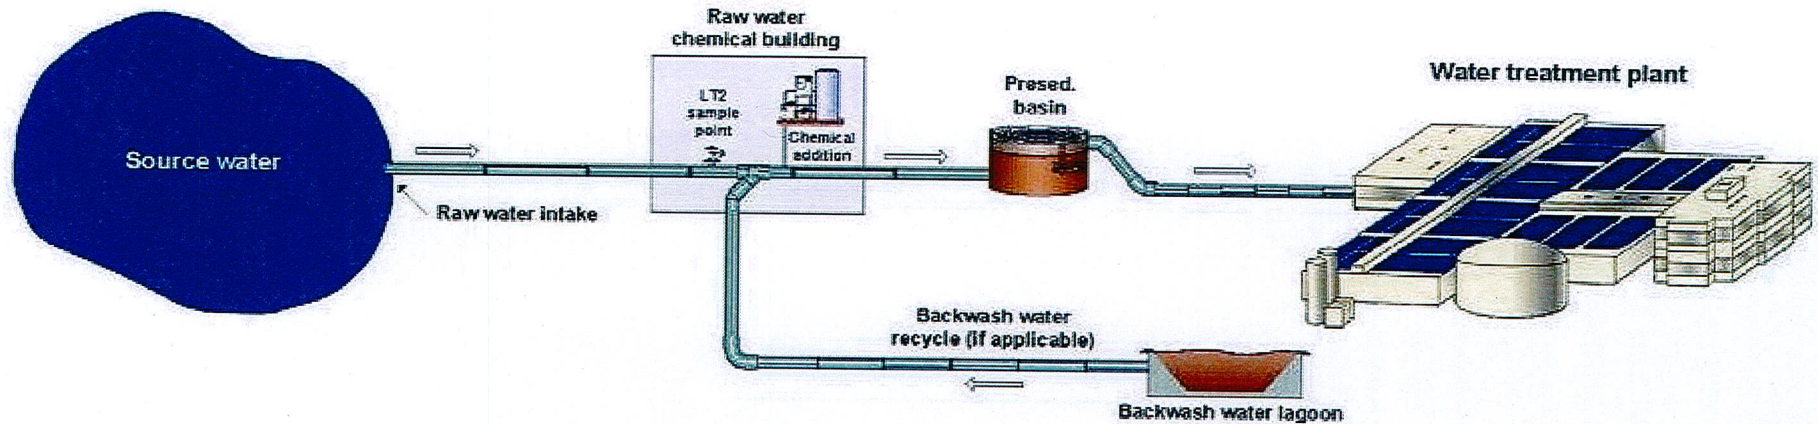 Raw water
chemical building
Water treatment plant
Presed.
basin
LT2
sample
point
Chemical
addition
Source water
Raw water intake
Backwash water
recycle (if applicable)
Backwash water lagoon